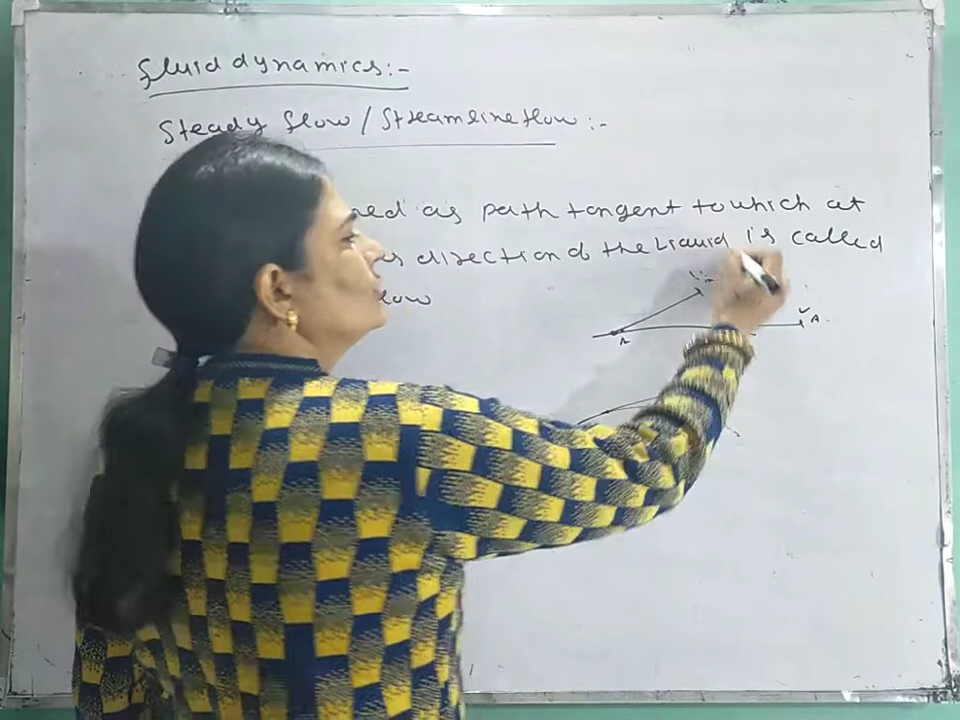 Fluid dynamics:-
Steady flow / Streamline flow :-
ned as path tangent to which at
direction of the Liquid is called
low
A
A